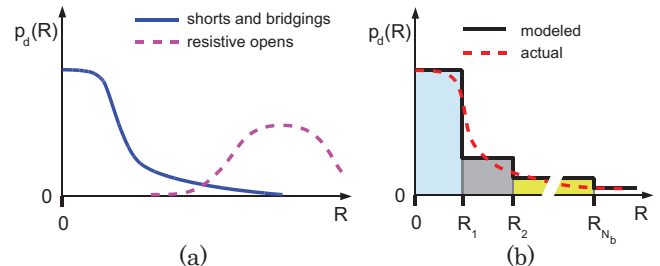 p_d(R)
shorts and bridgings
resistive opens
0
0
R
(a)
p_d(R)
modeled
actual
0
0
R_1
R_2
R_{N_b}
R
(b)